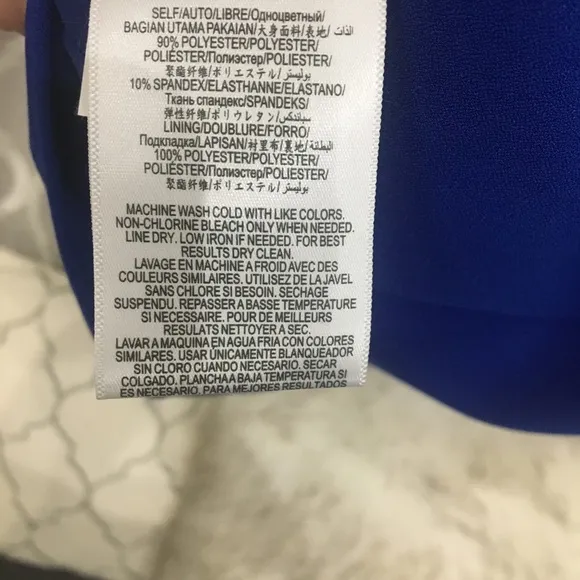 SELF/AUTO/LIBRE/Одноцветный/
BAGIAN UTAMA PAKAIAN/大身面料/表地/الذات
90% POLYESTER/POLYESTER/
POLIÉSTER/Полиэстер/POLIESTER/
聚酯纤维/ポリエステル/بوليستر
10% SPANDEX/ELASTHANNE/ELASTANO/
Ткань спандекс/SPANDEKS/
弹性纤维/ポリウレタン/سباندكس
LINING/DOUBLURE/FORRO/
Подкладка/LAPISAN/衬里布/裏地/البطانة
100% POLYESTER/POLYESTER/
POLIÉSTER/Полиэстер/POLIESTER/
聚酯纤维/ポリエステル/بوليستر
MACHINE WASH COLD WITH LIKE COLORS.
NON-CHLORINE BLEACH ONLY WHEN NEEDED.
LINE DRY. LOW IRON IF NEEDED. FOR BEST
RESULTS DRY CLEAN.
LAVAGE EN MACHINE A FROID AVEC DES
COULEURS SIMILAIRES. UTILISEZ DE LA JAVEL
SANS CHLORE SI BESOIN. SECHAGE
SUSPENDU. REPASSER A BASSE TEMPERATURE
SI NECESSAIRE. POUR DE MEILLEURS
RESULATS NETTOYER A SEC.
LAVAR A MAQUINA EN AGUA FRIA CON COLORES
SIMILARES. USAR ÚNICAMENTE BLANQUEADOR
SIN CLORO CUANDO NECESARIO. SECAR
COLGADO. PLANCHA A BAJA TEMPERATURA SI
ES NECESARIO. PARA MEJORES RESULTADOS